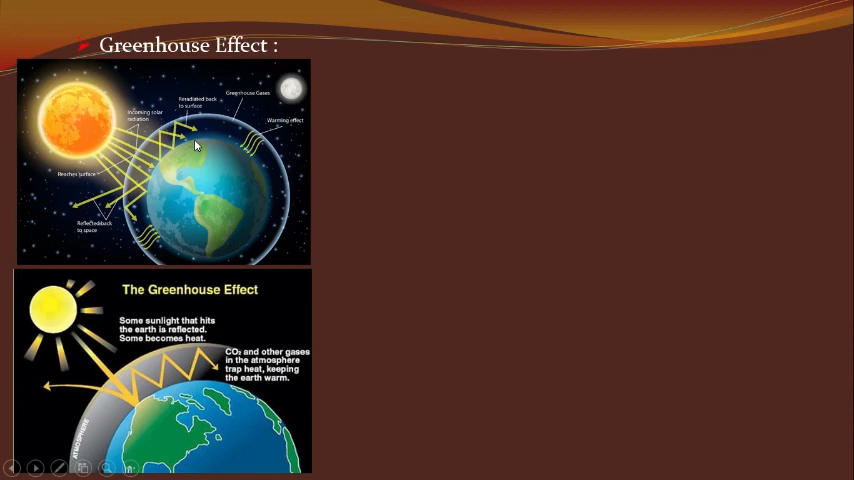 Greenhouse Effect :
Greenhouse Gases
Reradiated back
to surface
Incoming solar
radiation
Warming effect
Reaches surface
Reflected back
to space
The Greenhouse Effect
Some sunlight that hits
the earth is reflected.
Some becomes heat.
CO₂ and other gases
in the atmosphere
trap heat, keeping
the earth warm.
ATMOSPHERE